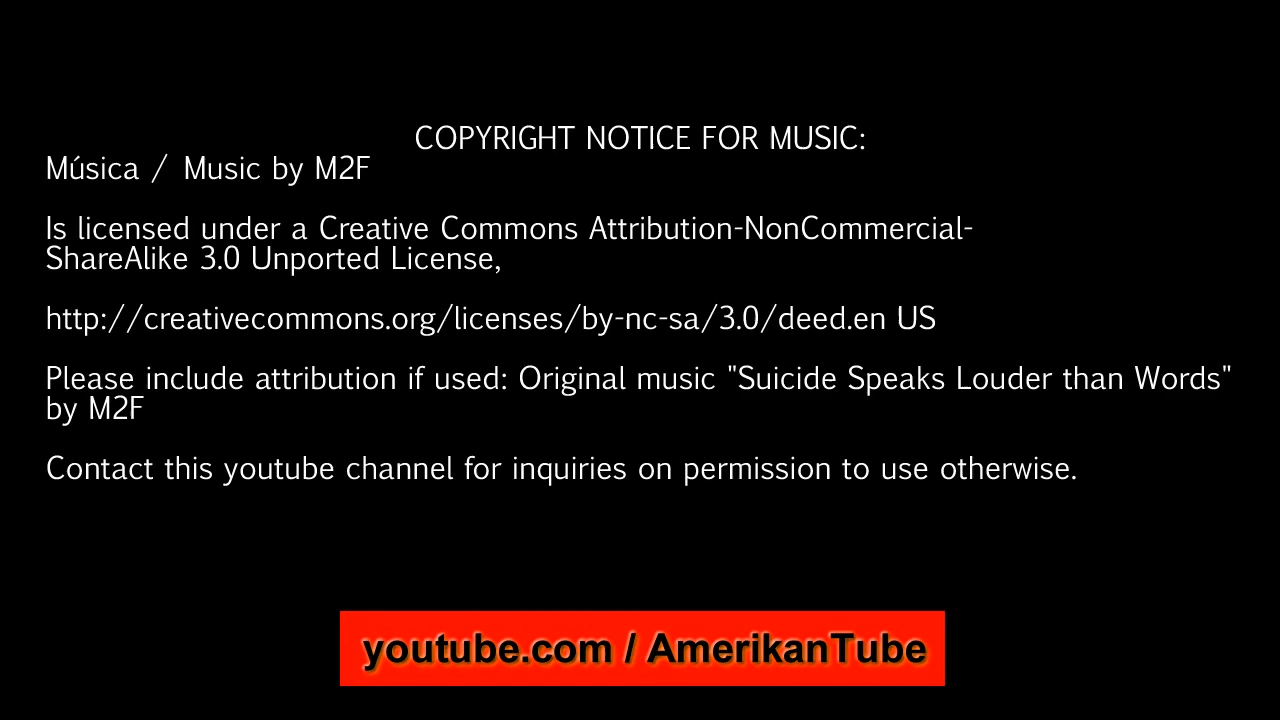 COPYRIGHT NOTICE FOR MUSIC:
Música / Music by M2F
Is licensed under a Creative Commons Attribution-NonCommercial-
ShareAlike 3.0 Unported License,
http://creativecommons.org/licenses/by-nc-sa/3.0/deed.en US
Please include attribution if used: Original music "Suicide Speaks Louder than Words"
by M2F
Contact this youtube channel for inquiries on permission to use otherwise.
youtube.com / AmerikanTube